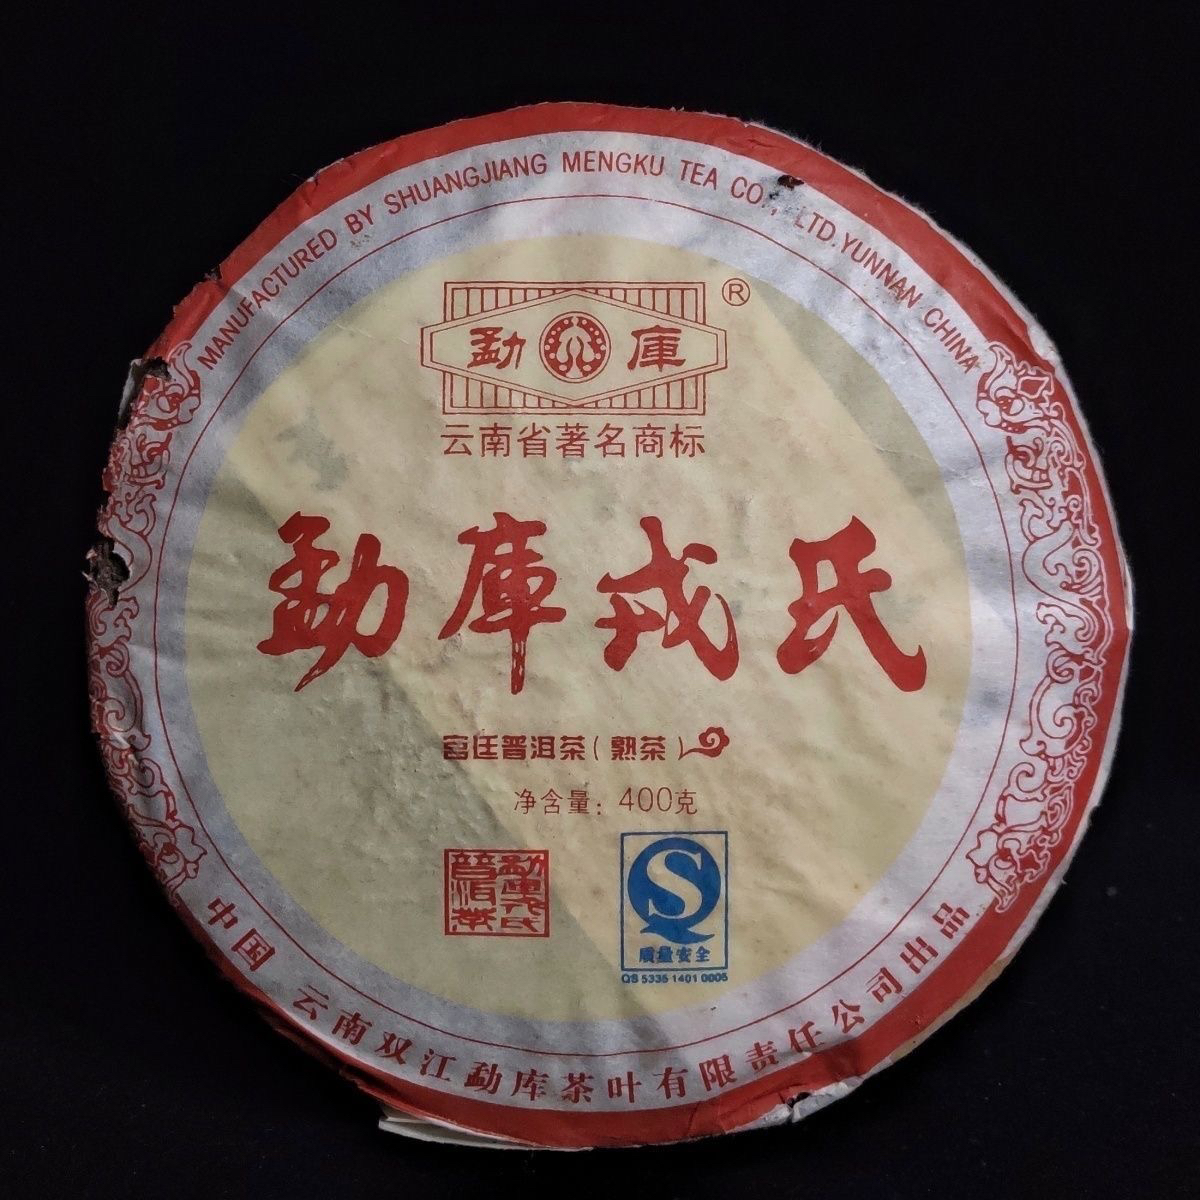 MANUFACTURED BY SHUANGJIANG MENGKU TEA CO., LTD. YUNNAN CHINA
勐 庫 ®
云南省著名商标
勐庫戎氏
宫廷普洱茶(熟茶)
净含量：400克
勐庫戎氏
普洱茶
质量安全
QS 5335 1401 0005
中国 云南双江勐库茶叶有限责任公司出品